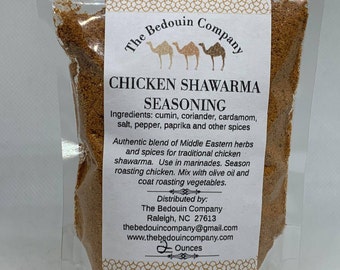 The Bedouin Company
CHICKEN SHAWARMA
SEASONING
Ingredients: cumin, coriander, cardamom,
salt, pepper, paprika and other spices
Authentic blend of Middle Eastern herbs
and spices for traditional chicken
shawarma. Use in marinades. Season
roasting chicken. Mix with olive oil and
coat roasting vegetables.
Distributed by:
The Bedouin Company
Raleigh, NC 27613
thebedouincompany@gmail.com
www.thebedouincompany.com
2 Ounces